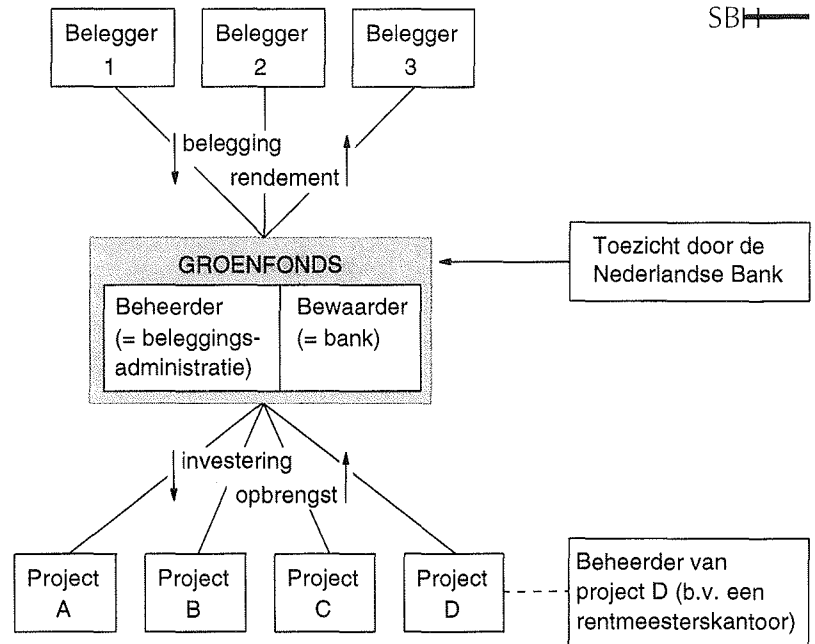 SB
Belegger
1
Belegger
2
Belegger
3
belegging
rendement
GROENFONDS
Beheerder
(= beleggings-
administratie)
Bewaarder
(= bank)
Toezicht door de
Nederlandse Bank
investering
opbrengst
Project
A
Project
B
Project
C
Project
D
Beheerder van
project D (b.v. een
rentmeesterskantoor)